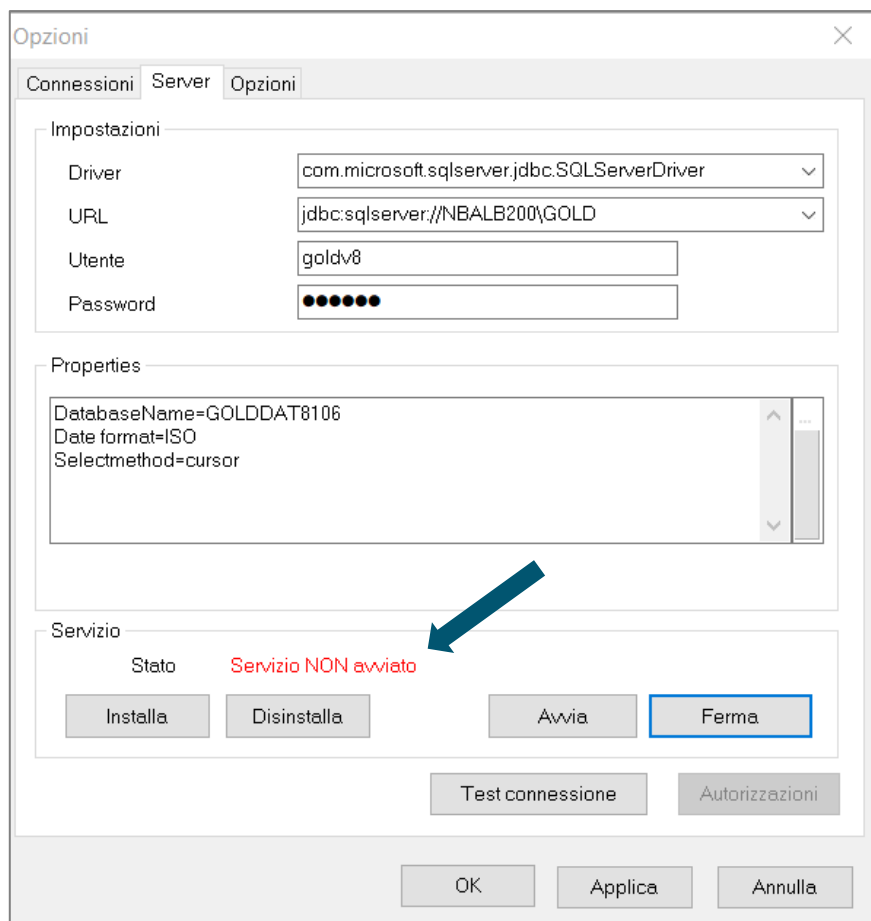 Opzioni
Connessioni Server Opzioni
Impostazioni
Driver com.microsoft.sqlserver.jdbc.SQLServerDriver
URL jdbc:sqlserver://NBALB200\GOLD
Utente goldv8
Password ●●●●●●
Properties
DatabaseName=GOLDDAT8106
Date format=ISO
Selectmethod=cursor
...
Servizio
Stato Servizio NON avviato
Installa Disinstalla Avvia Ferma
Test connessione Autorizzazioni
OK Applica Annulla